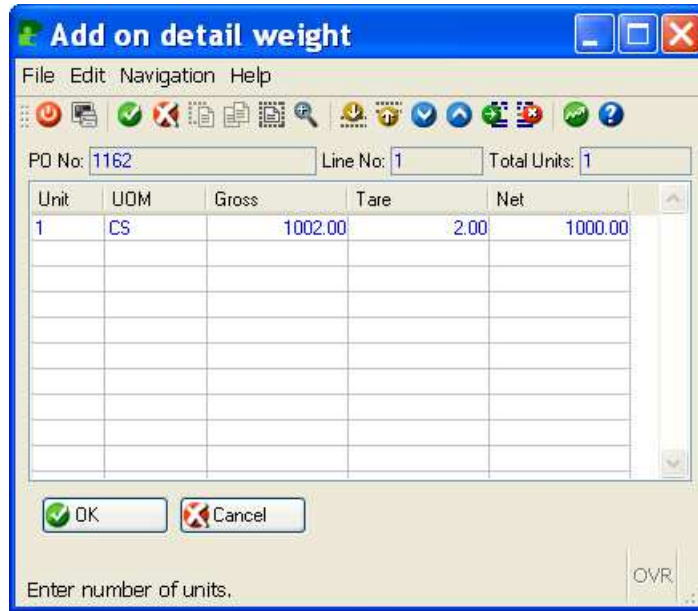 Add on detail weight
File Edit Navigation Help
PO No: 1162 Line No: 1 Total Units: 1
Unit UOM Gross Tare Net
1 CS 1002.00 2.00 1000.00
OK Cancel
Enter number of units. OVR